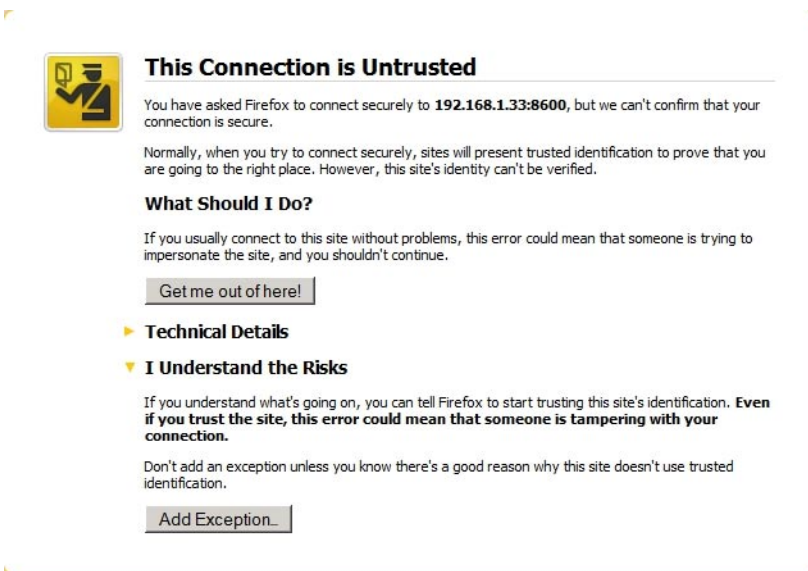 This Connection is Untrusted
You have asked Firefox to connect securely to 192.168.1.33:8600, but we can't confirm that your
connection is secure.
Normally, when you try to connect securely, sites will present trusted identification to prove that you
are going to the right place. However, this site's identity can't be verified.
What Should I Do?
If you usually connect to this site without problems, this error could mean that someone is trying to
impersonate the site, and you shouldn't continue.
Get me out of here!
Technical Details
I Understand the Risks
If you understand what's going on, you can tell Firefox to start trusting this site's identification. Even
if you trust the site, this error could mean that someone is tampering with your
connection.
Don't add an exception unless you know there's a good reason why this site doesn't use trusted
identification.
Add Exception...